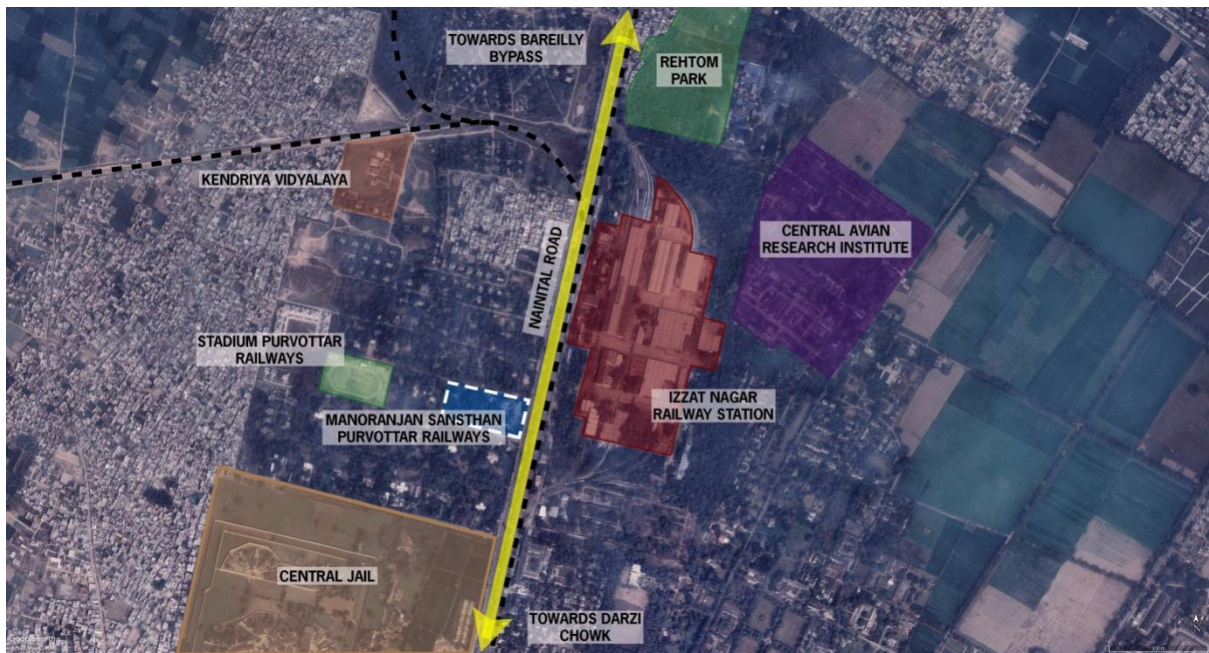 TOWARDS BAREILLY
BYPASS
REHTOM
PARK
KENDRIYA VIDYALAYA
CENTRAL AVIAN
RESEARCH INSTITUTE
NAINITAL ROAD
STADIUM PURVOTTAR
RAILWAYS
IZZAT NAGAR
RAILWAY STATION
MANORANJAN SANSTHAN
PURVOTTAR RAILWAYS
CENTRAL JAIL
TOWARDS DARZI
CHOWK